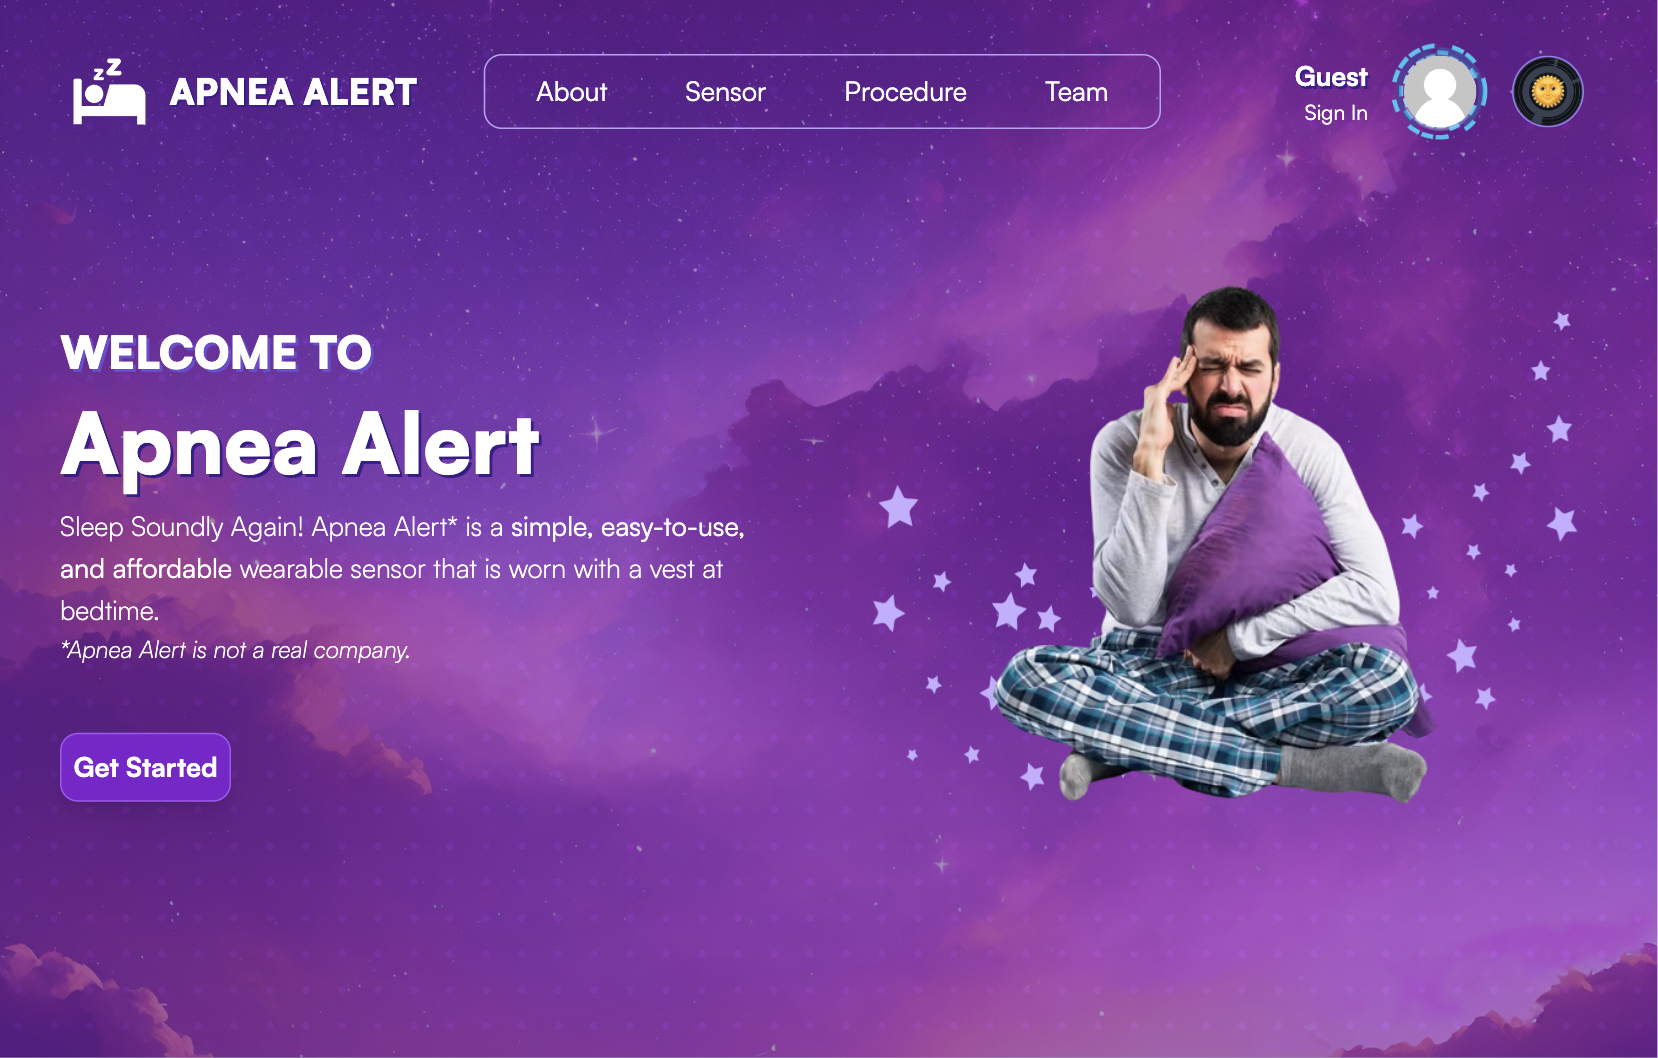 z z
APNEA ALERT
About
Sensor
Procedure
Team
Guest
Sign In
WELCOME TO
Apnea Alert
Sleep Soundly Again! Apnea Alert* is a simple, easy-to-use,
and affordable wearable sensor that is worn with a vest at
bedtime.
*Apnea Alert is not a real company.
Get Started